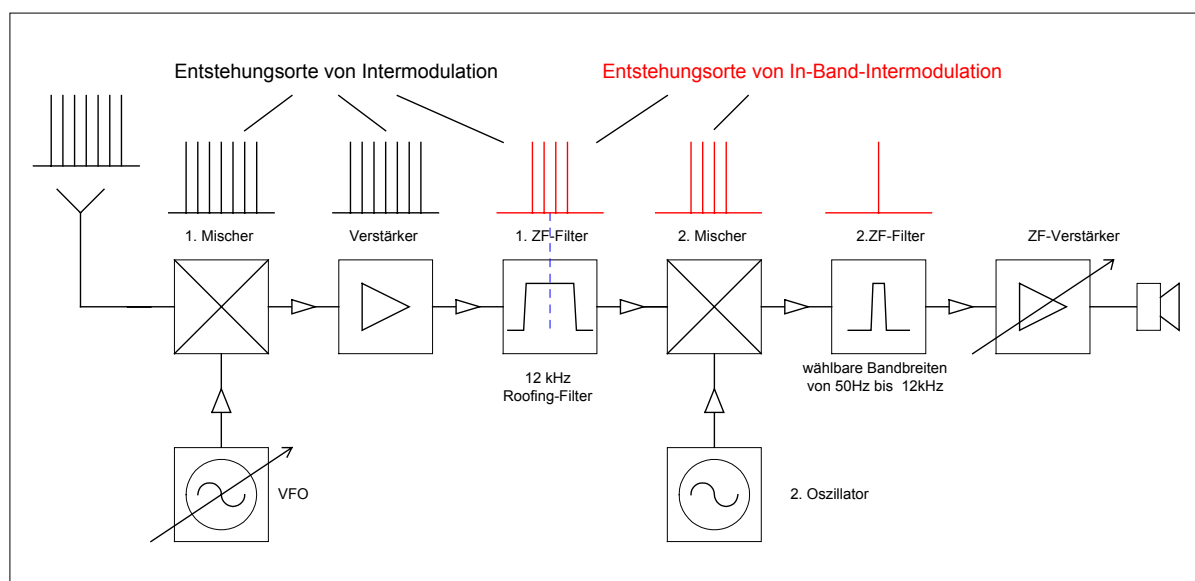 Entstehungsorte von Intermodulation
Entstehungsorte von In-Band-Intermodulation
1. Mischer
Verstärker
1. ZF-Filter
2. Mischer
2.ZF-Filter
ZF-Verstärker
12 kHz
Roofing-Filter
wählbare Bandbreiten
von 50Hz bis 12kHz
VFO
2. Oszillator